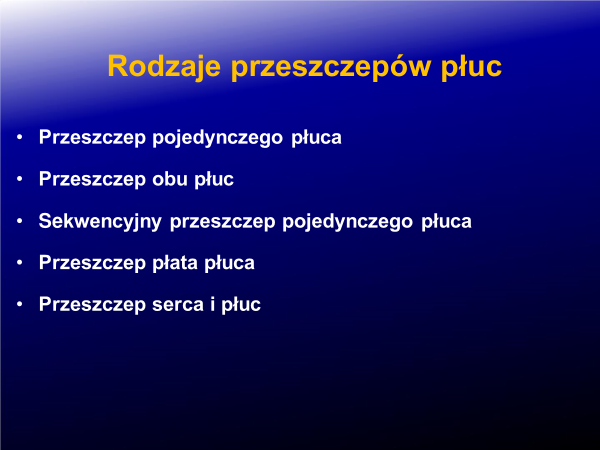 Rodzaje przeszczepów płuc
• Przeszczep pojedynczego płuca
• Przeszczep obu płuc
• Sekwencyjny przeszczep pojedynczego płuca
• Przeszczep płata płuca
• Przeszczep serca i płuc